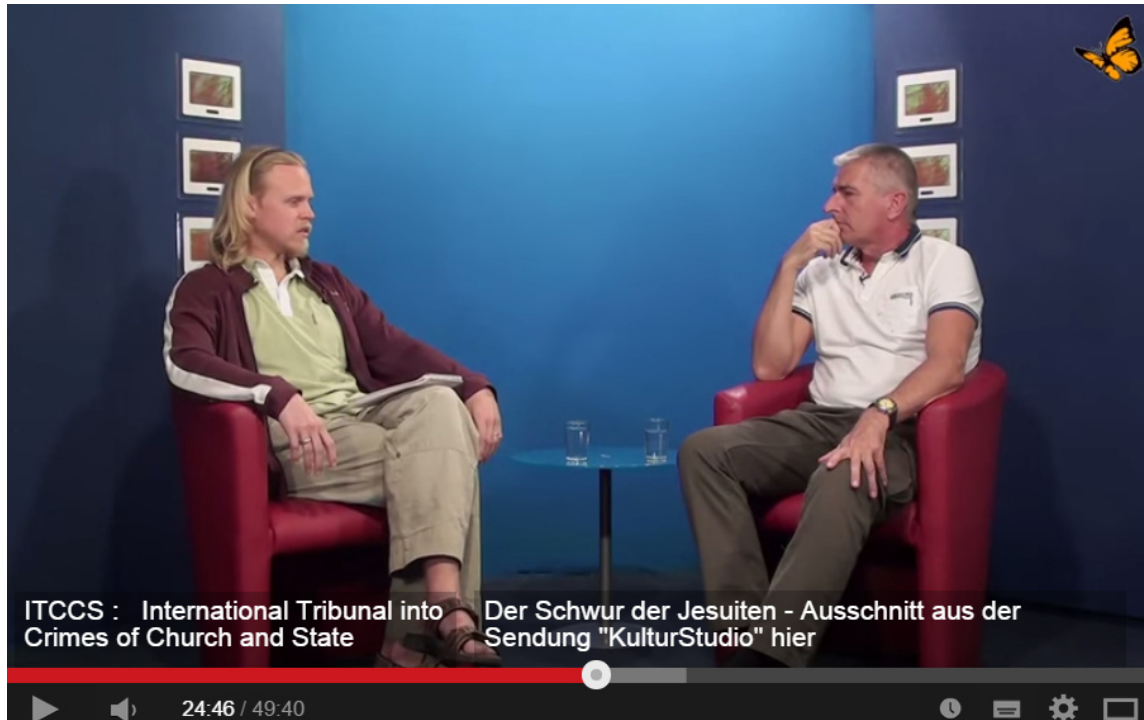 ITCCS : International Tribunal into
Crimes of Church and State
Der Schwur der Jesuiten - Ausschnitt aus der
Sendung "KulturStudio" hier
24:46 / 49:40